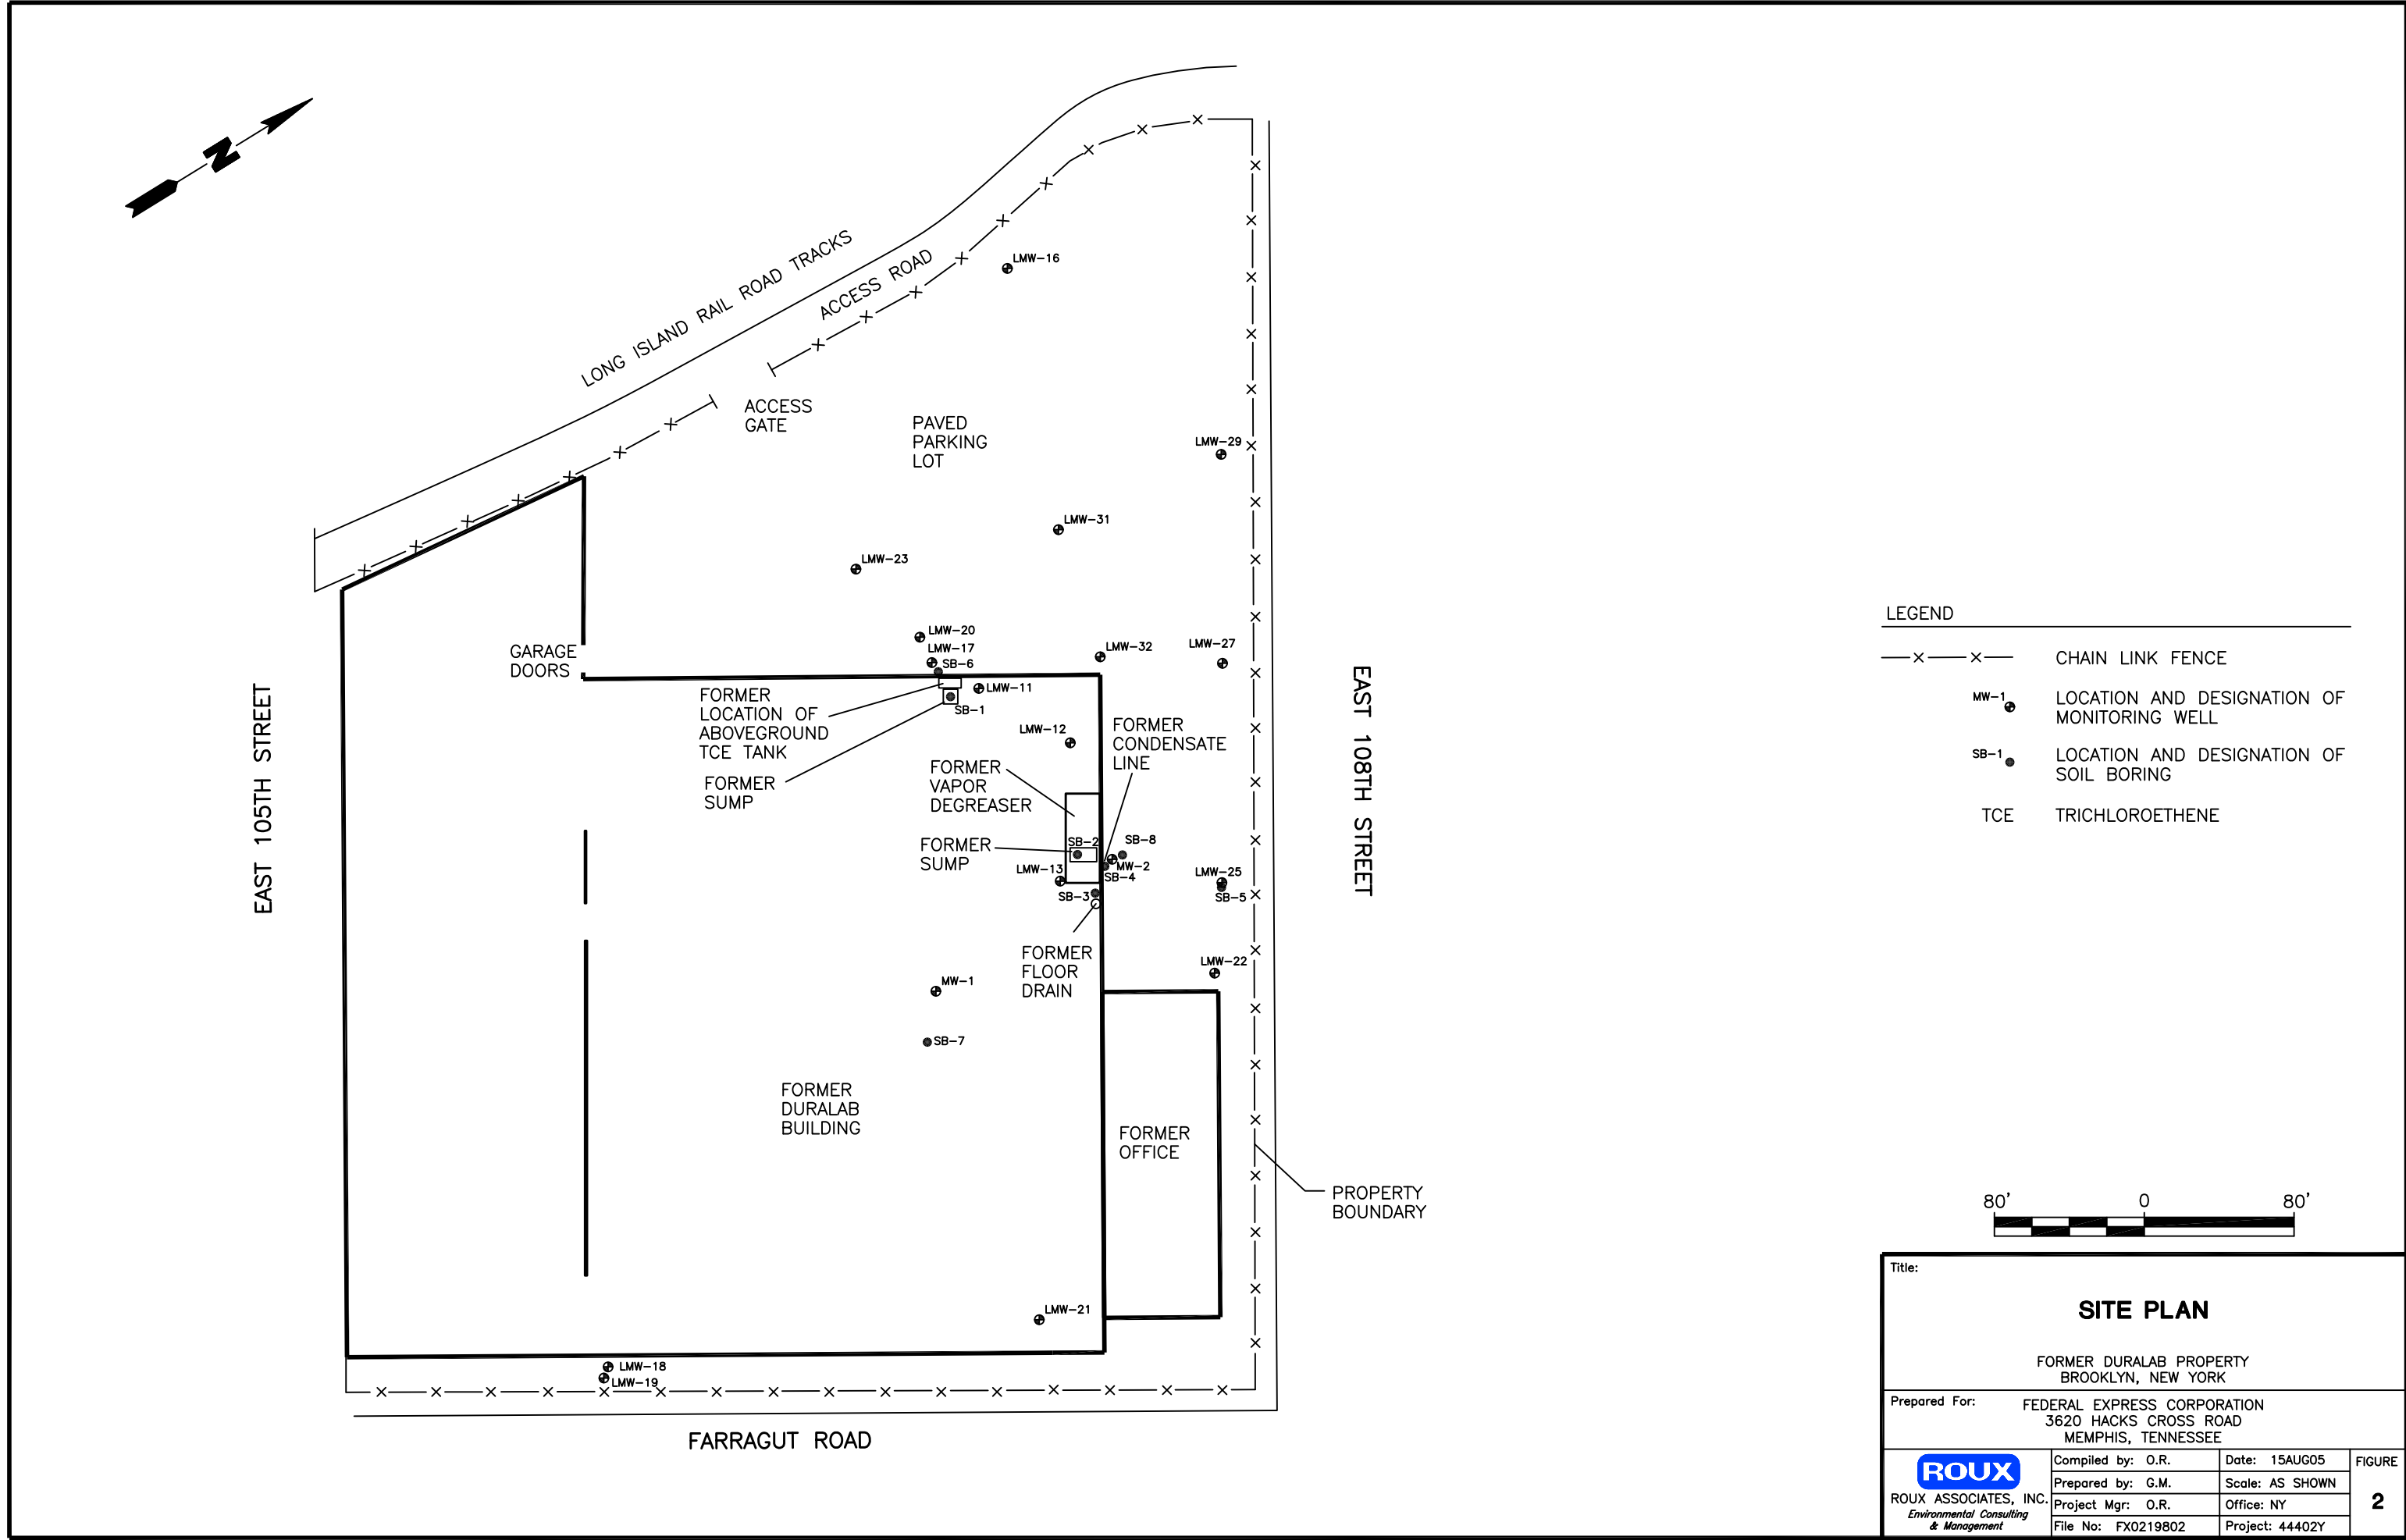 N
LONG ISLAND RAIL ROAD TRACKS
ACCESS ROAD
LMW-16
ACCESS
GATE
PAVED
PARKING
LOT
LMW-29
LMW-31
LMW-23
LMW-20
LMW-17
SB-6
LMW-32
LMW-27
GARAGE
DOORS
FORMER
LOCATION OF
ABOVEGROUND
TCE TANK
LMW-11
SB-1
FORMER
SUMP
LMW-12
FORMER
CONDENSATE
LINE
FORMER
VAPOR
DEGREASER
EAST 105TH STREET
EAST 108TH STREET
FORMER
SUMP
SB-2
SB-8
MW-2
SB-4
LMW-13
SB-3
LMW-25
SB-5
FORMER
FLOOR
DRAIN
LMW-22
MW-1
SB-7
FORMER
DURALAB
BUILDING
FORMER
OFFICE
PROPERTY
BOUNDARY
LMW-21
LMW-18
LMW-19
FARRAGUT ROAD
LEGEND
CHAIN LINK FENCE
MW-1 LOCATION AND DESIGNATION OF
MONITORING WELL
SB-1 LOCATION AND DESIGNATION OF
SOIL BORING
TCE TRICHLOROETHENE
80' 0 80'
Title:
SITE PLAN
FORMER DURALAB PROPERTY
BROOKLYN, NEW YORK
Prepared For:
FEDERAL EXPRESS CORPORATION
3620 HACKS CROSS ROAD
MEMPHIS, TENNESSEE
ROUX
ROUX ASSOCIATES, INC.
Environmental Consulting
& Management
Compiled by: O.R.
Date: 15AUG05
Prepared by: G.M.
Scale: AS SHOWN
Project Mgr: O.R.
Office: NY
File No: FX0219802
Project: 44402Y
FIGURE
2